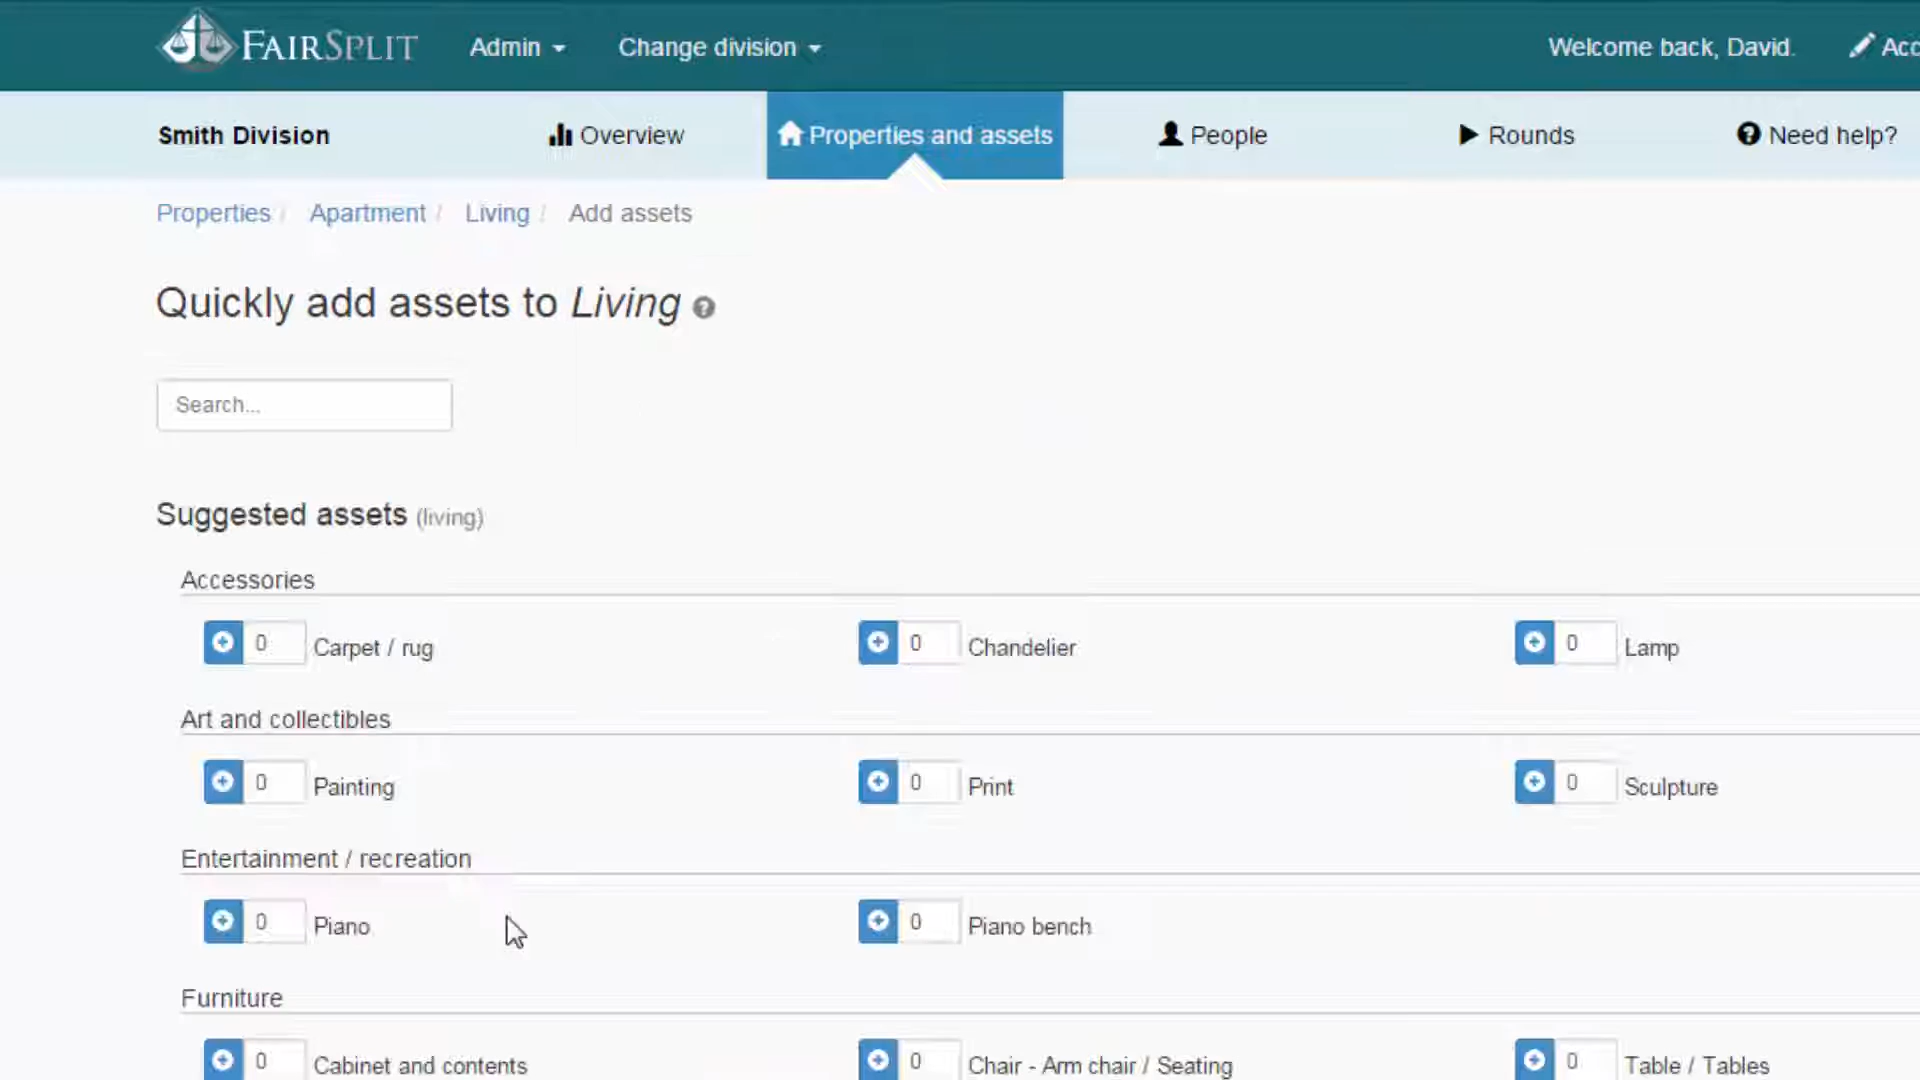 FAIRSPLIT Admin Change division Welcome back, David.
Smith Division Overview Properties and assets People Rounds Need help?
Properties / Apartment / Living / Add assets
Quickly add assets to Living
Search...
Suggested assets (living)
Accessories
0 Carpet / rug 0 Chandelier 0 Lamp
Art and collectibles
0 Painting 0 Print 0 Sculpture
Entertainment / recreation
0 Piano 0 Piano bench
Furniture
0 Cabinet and contents 0 Chair - Arm chair / Seating 0 Table / Tables